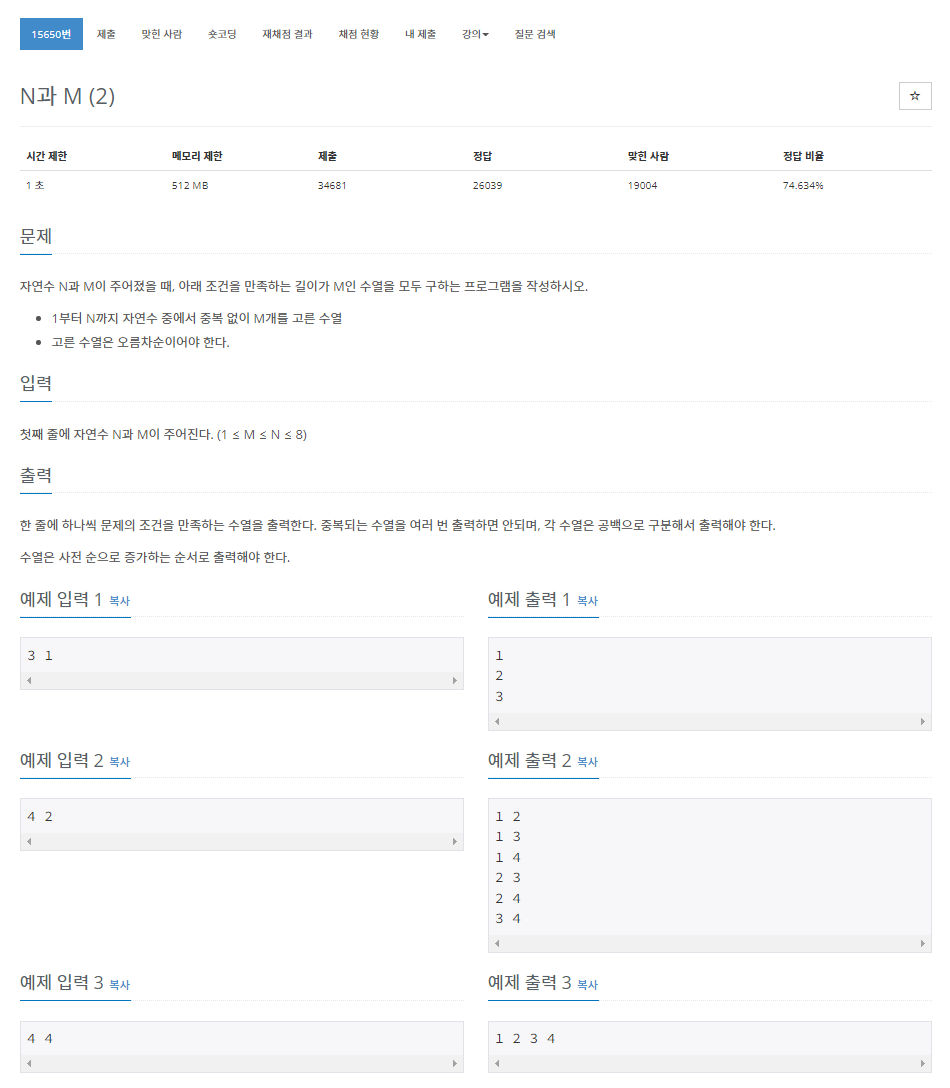 15650번 제출 맞힌 사람 숏코딩 재채점 결과 채점 현황 내 제출 강의 질문 검색
N과 M (2)
시간 제한 메모리 제한 제출 정답 맞힌 사람 정답 비율
1 초 512 MB 34681 26039 19004 74.634%
문제
자연수 N과 M이 주어졌을 때, 아래 조건을 만족하는 길이가 M인 수열을 모두 구하는 프로그램을 작성하시오.
1부터 N까지 자연수 중에서 중복 없이 M개를 고른 수열
고른 수열은 오름차순이어야 한다.
입력
첫째 줄에 자연수 N과 M이 주어진다. (1 ≤ M ≤ N ≤ 8)
출력
한 줄에 하나씩 문제의 조건을 만족하는 수열을 출력한다. 중복되는 수열을 여러 번 출력하면 안되며, 각 수열은 공백으로 구분해서 출력해야 한다.
수열은 사전 순으로 증가하는 순서로 출력해야 한다.
예제 입력 1 복사
3 1
예제 출력 1 복사
1
2
3
예제 입력 2 복사
4 2
예제 출력 2 복사
1 2
1 3
1 4
2 3
2 4
3 4
예제 입력 3 복사
4 4
예제 출력 3 복사
1 2 3 4